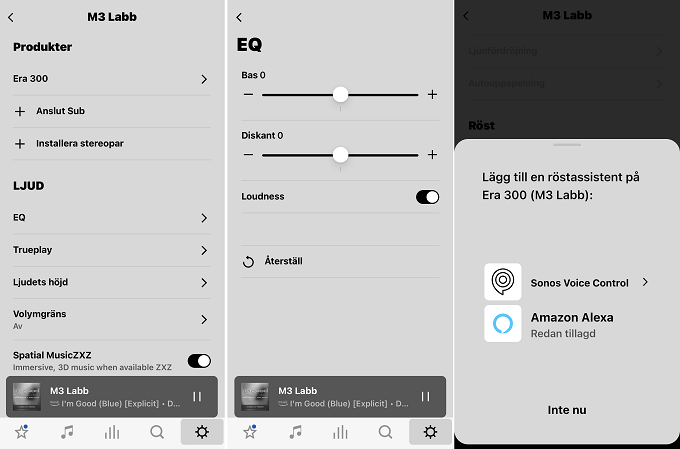 M3 Labb
Produkter
Era 300
Anslut Sub
Installera stereopar
LJUD
EQ
Trueplay
Ljudets höjd
Volymgräns
Av
Spatial MusicZXZ
Immersive, 3D music when available ZXZ
M3 Labb
I'm Good (Blue) [Explicit] • D...
EQ
Bas 0
Diskant 0
Loudness
Återställ
M3 Labb
I'm Good (Blue) [Explicit] • D...
M3 Labb
Ljudfördröjning
Autouppspelning
Röst
Lägg till en röstassistent på
Era 300 (M3 Labb):
Sonos Voice Control
Amazon Alexa
Redan tillagd
Inte nu